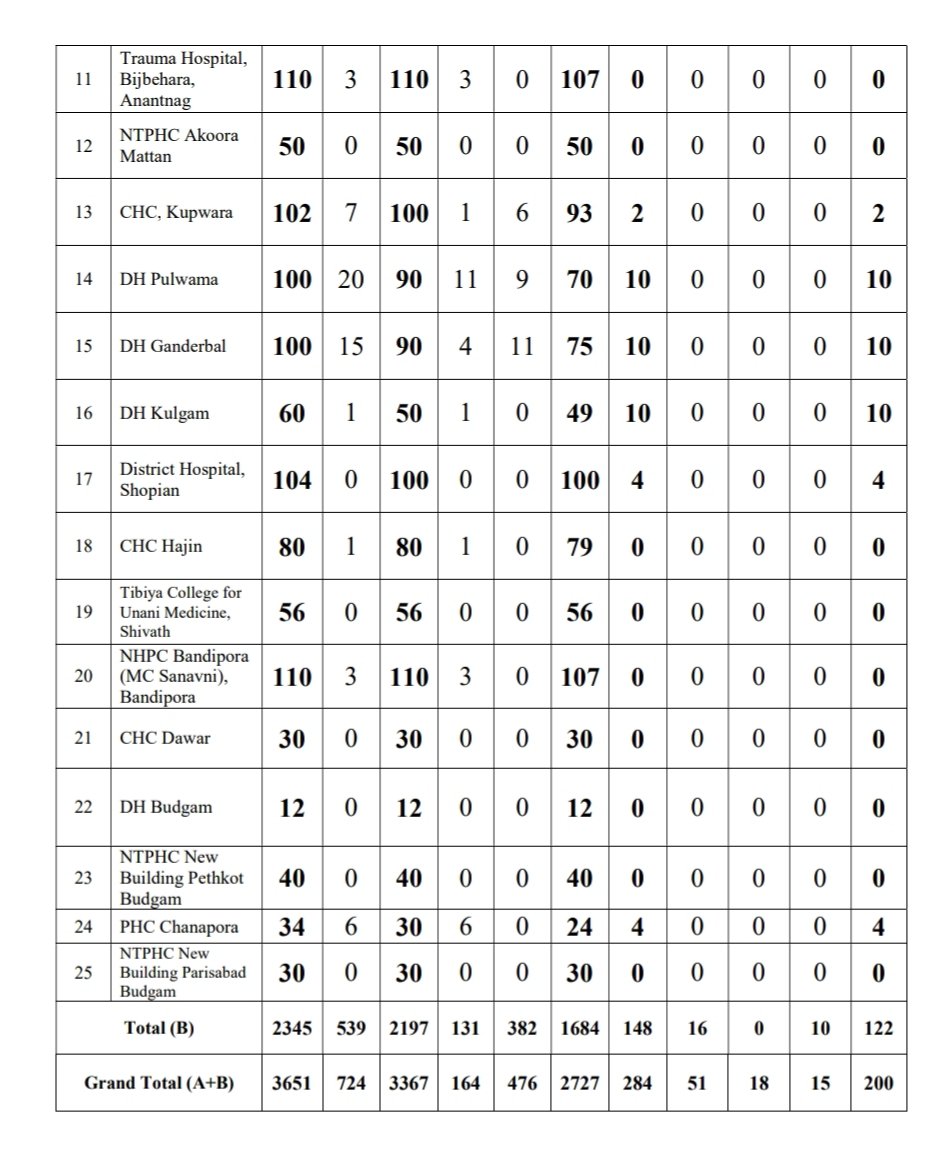 11 Trauma Hospital, Bijbehara, Anantnag 110 3 110 3 0 107 0 0 0 0 0
12 NTPHC Akoora Mattan 50 0 50 0 0 50 0 0 0 0 0
13 CHC, Kupwara 102 7 100 1 6 93 2 0 0 0 2
14 DH Pulwama 100 20 90 11 9 70 10 0 0 0 10
15 DH Ganderbal 100 15 90 4 11 75 10 0 0 0 10
16 DH Kulgam 60 1 50 1 0 49 10 0 0 0 10
17 District Hospital, Shopian 104 0 100 0 0 100 4 0 0 0 4
18 CHC Hajin 80 1 80 1 0 79 0 0 0 0 0
19 Tibiya College for Unani Medicine, Shivath 56 0 56 0 0 56 0 0 0 0 0
20 NHPC Bandipora (MC Sanavni), Bandipora 110 3 110 3 0 107 0 0 0 0 0
21 CHC Dawar 30 0 30 0 0 30 0 0 0 0 0
22 DH Budgam 12 0 12 0 0 12 0 0 0 0 0
23 NTPHC New Building Pethkot Budgam 40 0 40 0 0 40 0 0 0 0 0
24 PHC Chanapora 34 6 30 6 0 24 4 0 0 0 4
25 NTPHC New Building Parisabad Budgam 30 0 30 0 0 30 0 0 0 0 0
Total (B) 2345 539 2197 131 382 1684 148 16 0 10 122
Grand Total (A+B) 3651 724 3367 164 476 2727 284 51 18 15 200